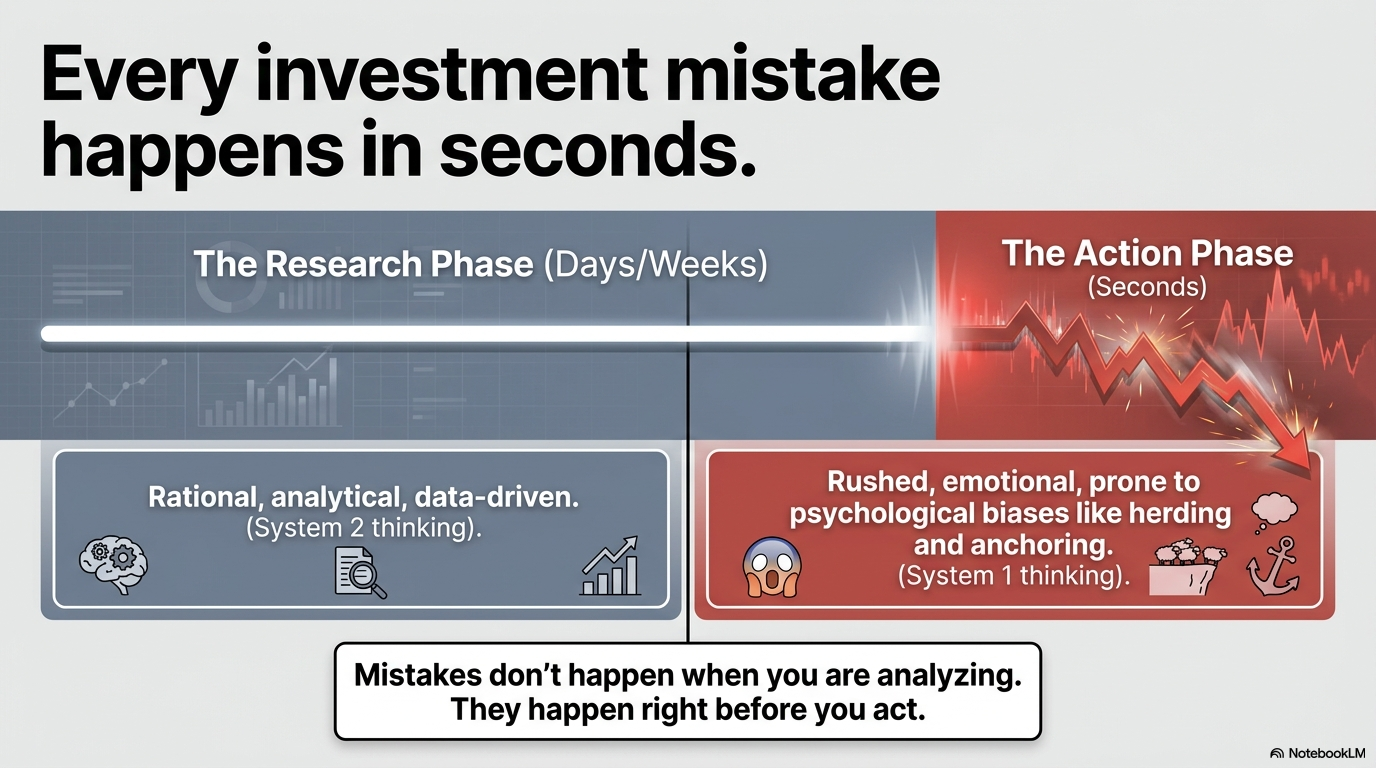 Every investment mistake
happens in seconds.
The Research Phase (Days/Weeks)
The Action Phase
(Seconds)
Rational, analytical, data-driven.
(System 2 thinking).
Rushed, emotional, prone to
psychological biases like herding
and anchoring.
(System 1 thinking).
Mistakes don’t happen when you are analyzing.
They happen right before you act.
NotebookLM